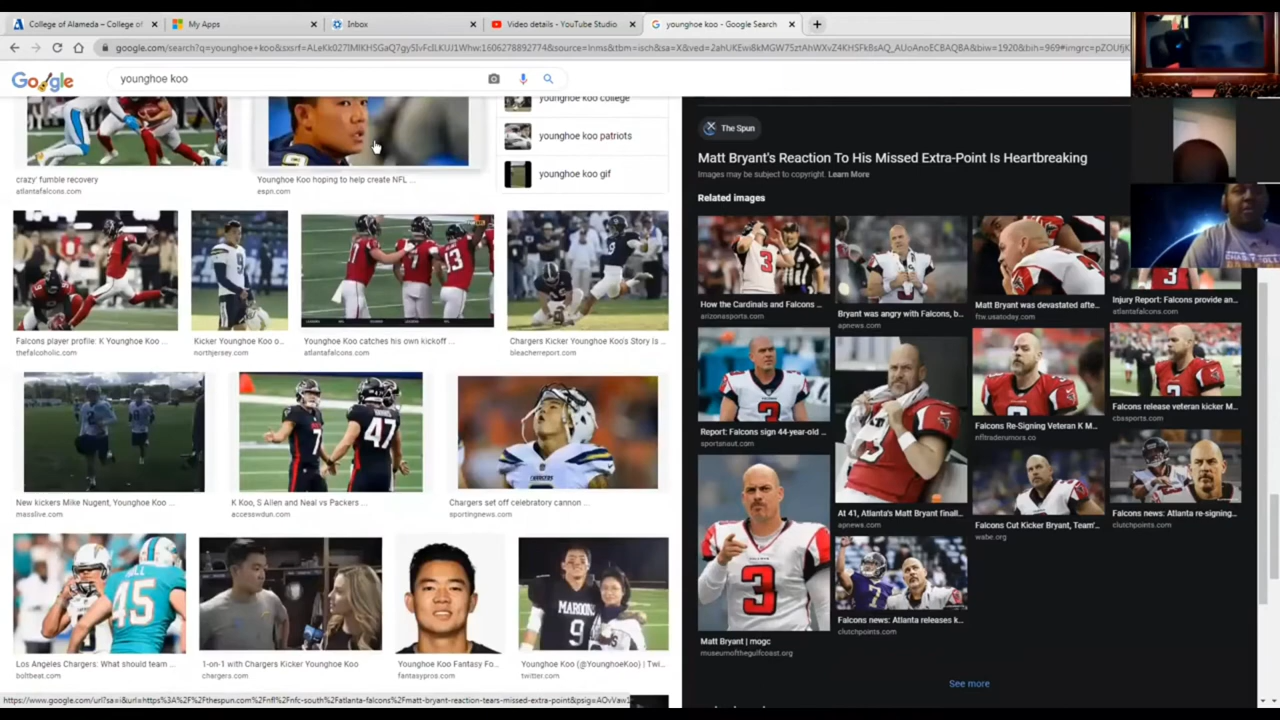 College of Alameda – College of
My Apps
Inbox
Video details - YouTube Studio
younghoe koo - Google Search
Google
younghoe koo
younghoe koo college
younghoe koo patriots
younghoe koo gif
crazy' fumble recovery
atlantafalcons.com
Younghoe Koo hoping to help create NFL ...
espn.com
Falcons player profile: K Younghoe Koo ...
thefalcoholic.com
Kicker Younghoe Koo o...
northjersey.com
Younghoe Koo catches his own kickoff ...
atlantafalcons.com
Chargers Kicker Younghoe Koo's Story Is ...
bleacherreport.com
New kickers Mike Nugent, Younghoe Koo ...
masslive.com
K Koo, S Allen and Neal vs Packers ...
accesswdun.com
Chargers set off celebratory cannon ...
sportingnews.com
Los Angeles Chargers: What should team ...
boltbeat.com
1-on-1 with Chargers Kicker Younghoe Koo
chargers.com
Younghoe Koo Fantasy Fo...
fantasypros.com
Younghoe Koo (@YounghoeKoo) | Twi...
twitter.com
The Spun
Matt Bryant's Reaction To His Missed Extra-Point Is Heartbreaking
Images may be subject to copyright. Learn More
Related images
How the Cardinals and Falcons ...
arizonasports.com
Bryant was angry with Falcons, b...
apnews.com
Matt Bryant was devastated afte...
ftw.usatoday.com
Injury Report: Falcons provide an...
atlantafalcons.com
Report: Falcons sign 44-year-old ...
sportsnaut.com
At 41, Atlanta's Matt Bryant finall...
apnews.com
Falcons Re-Signing Veteran K M...
nfltraderumors.co
Falcons release veteran kicker M...
cbssports.com
Matt Bryant | mogc
museumofthegulfcoast.org
Falcons news: Atlanta releases k...
clutchpoints.com
Falcons Cut Kicker Bryant, Team'...
wabe.org
Falcons news: Atlanta re-signing...
clutchpoints.com
See more